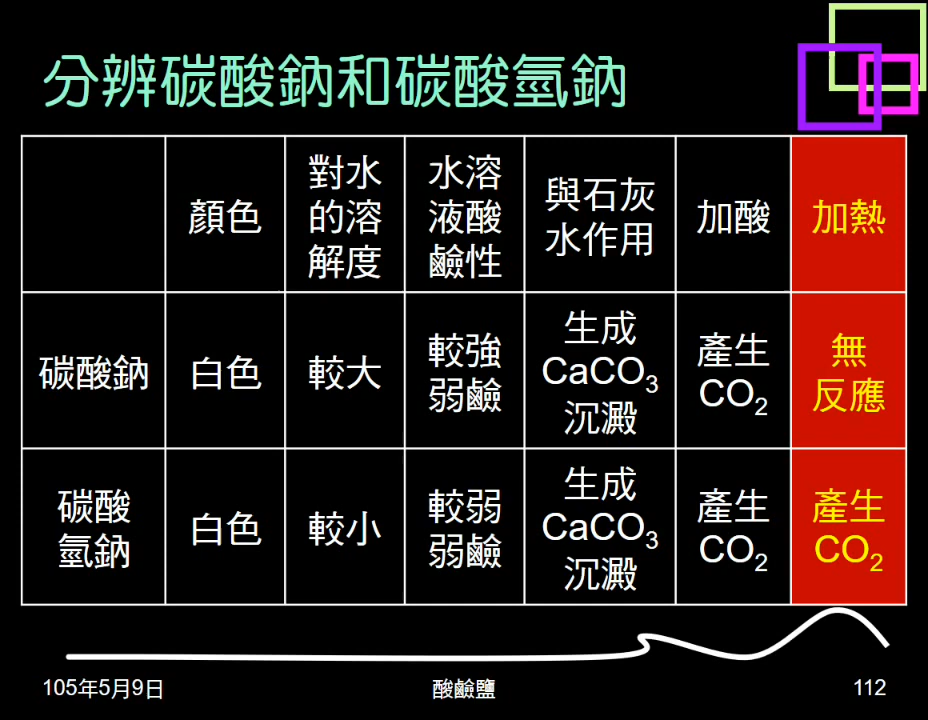 分辨碳酸鈉和碳酸氫鈉
顏色
對水
的溶
解度
水溶
液酸
鹼性
與石灰
水作用
加酸
加熱
碳酸鈉
白色
較大
較強
弱鹼
生成
CaCO₃
沉澱
產生
CO₂
無
反應
碳酸
氫鈉
白色
較小
較弱
弱鹼
生成
CaCO₃
沉澱
產生
CO₂
產生
CO₂
105年5月9日
酸鹼鹽
112